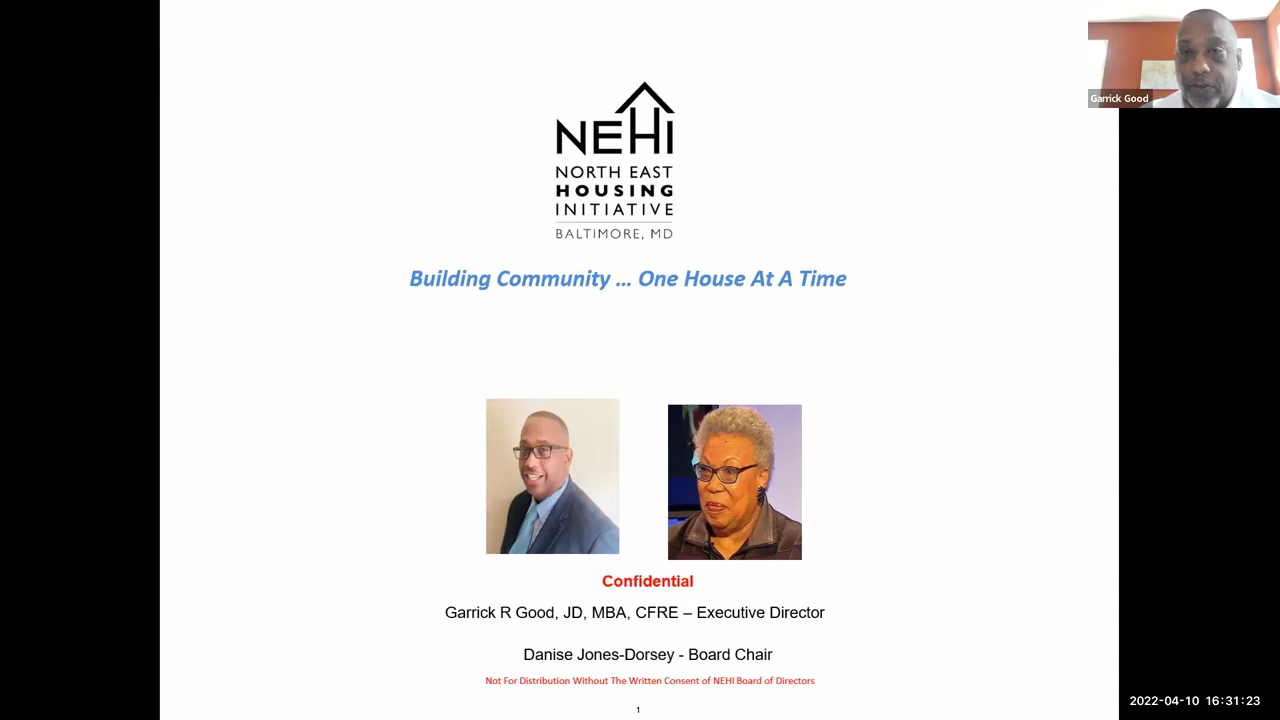 NEHI
NORTH EAST
HOUSING
INITIATIVE
BALTIMORE, MD
Building Community ... One House At A Time
Garrick Good
Confidential
Garrick R Good, JD, MBA, CFRE – Executive Director
Danise Jones-Dorsey - Board Chair
Not For Distribution Without The Written Consent of NEHI Board of Directors
1
2022-04-10 16:31:23